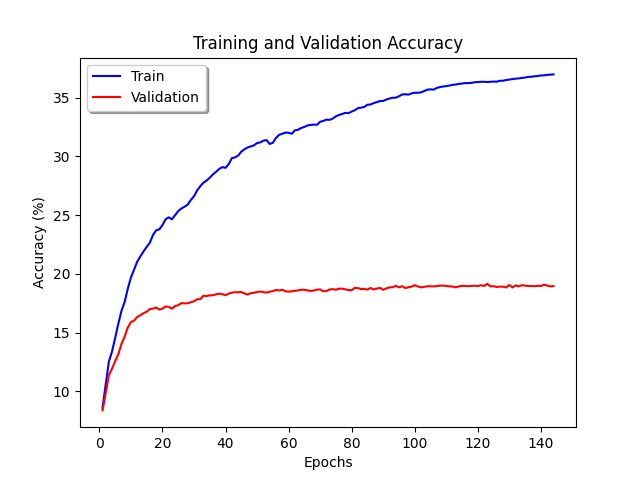 Training and Validation Accuracy
Train
Validation
35
30
25
20
15
10
Accuracy (%)
0 20 40 60 80 100 120 140
Epochs